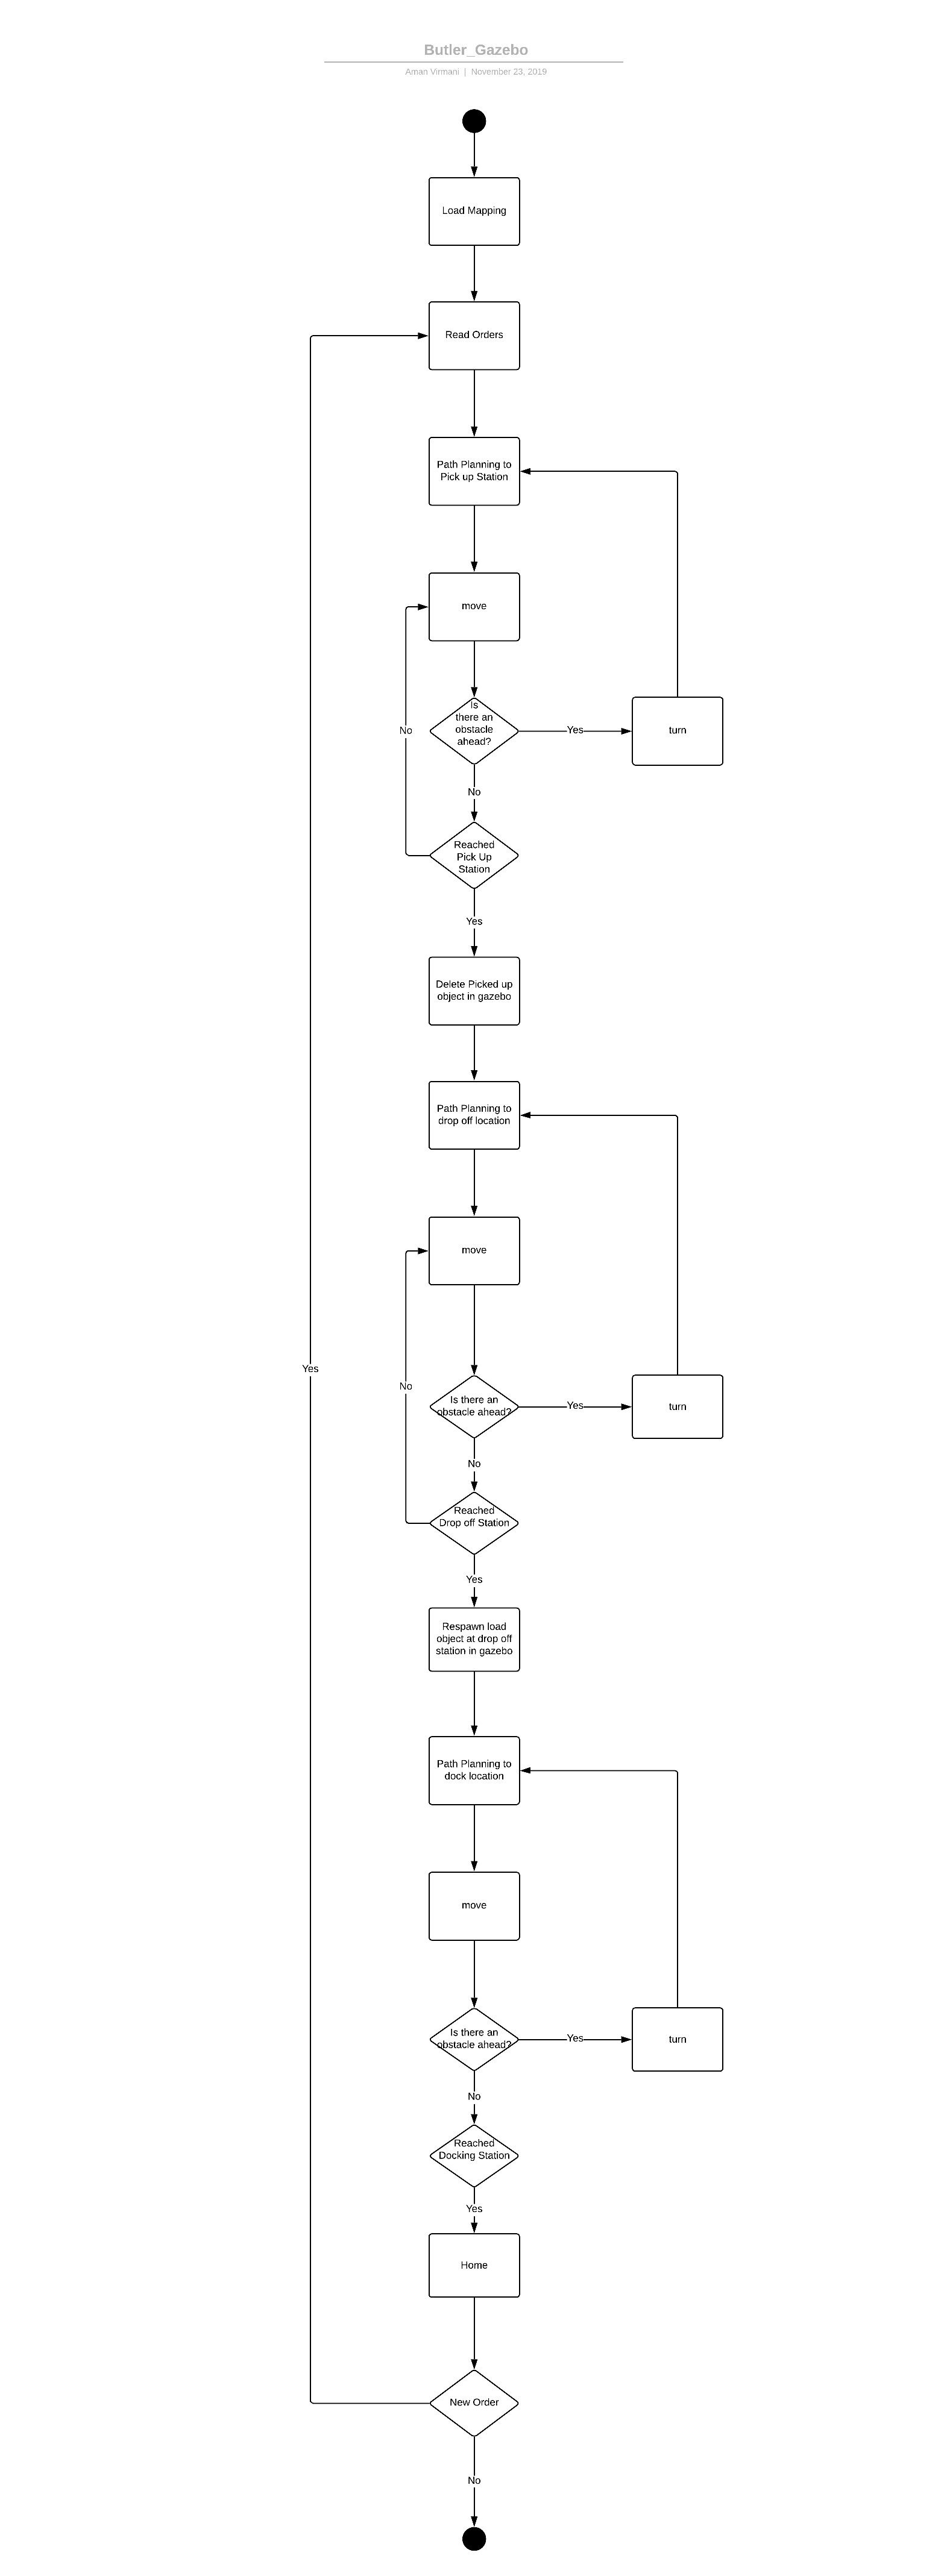 Butler_Gazebo
Aman Virmani | November 23, 2019
Load Mapping
Read Orders
Path Planning to
Pick up Station
move
Is
there an
obstacle
ahead?
Yes
turn
No
No
Reached
Pick Up
Station
Yes
Delete Picked up
object in gazebo
Path Planning to
drop off location
move
Yes
No
Is there an
obstacle ahead?
Yes
turn
No
Reached
Drop off Station
Yes
Respawn load
object at drop off
station in gazebo
Path Planning to
dock location
move
Is there an
obstacle ahead?
Yes
turn
No
Reached
Docking Station
Yes
Home
New Order
No